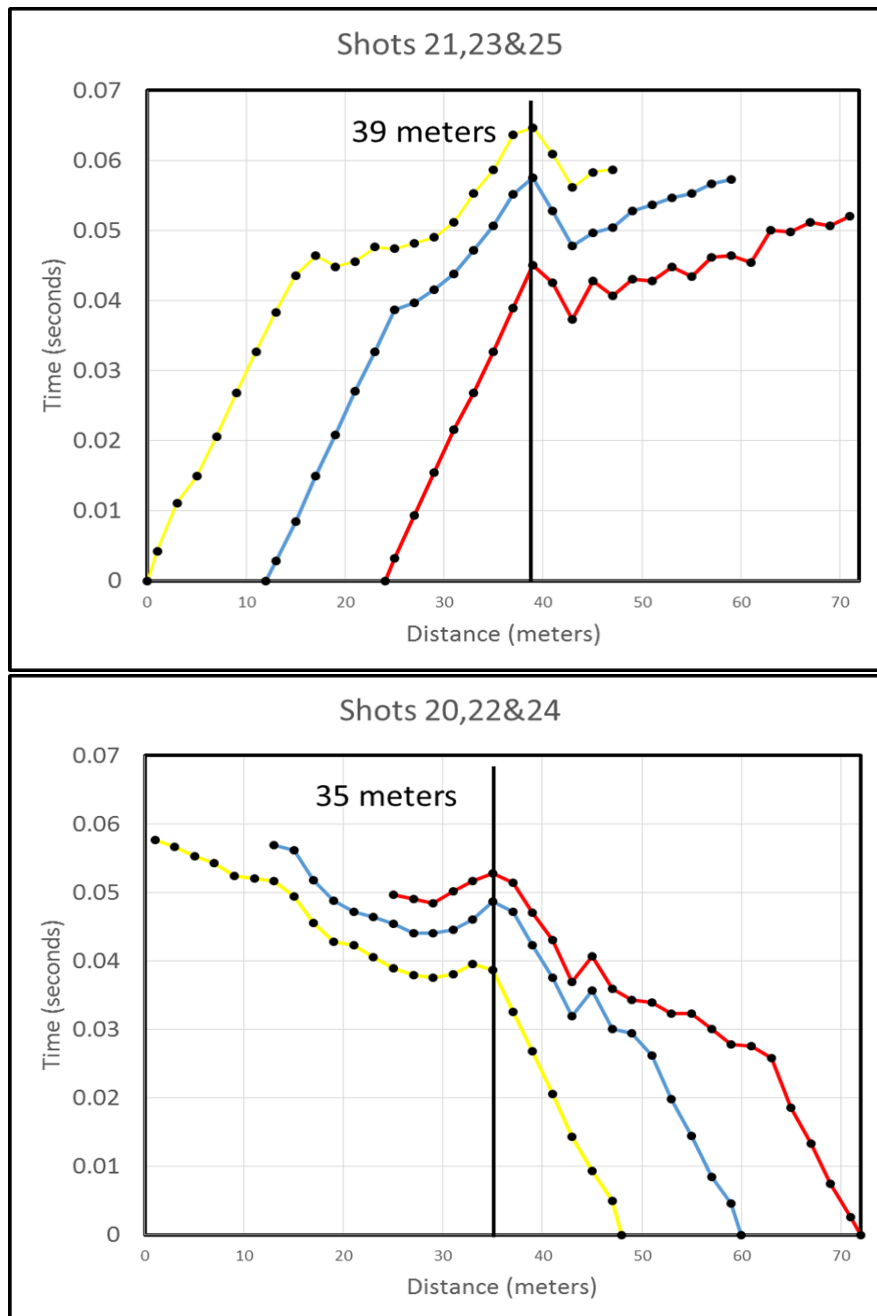 Shots 21,23&25
0.07
0.06
0.05
0.04
0.03
0.02
0.01
0
Time (seconds)
39 meters
0 10 20 30 40 50 60 70
Distance (meters)
Shots 20,22&24
0.07
0.06
0.05
0.04
0.03
0.02
0.01
0
Time (seconds)
35 meters
0 10 20 30 40 50 60 70
Distance (meters)